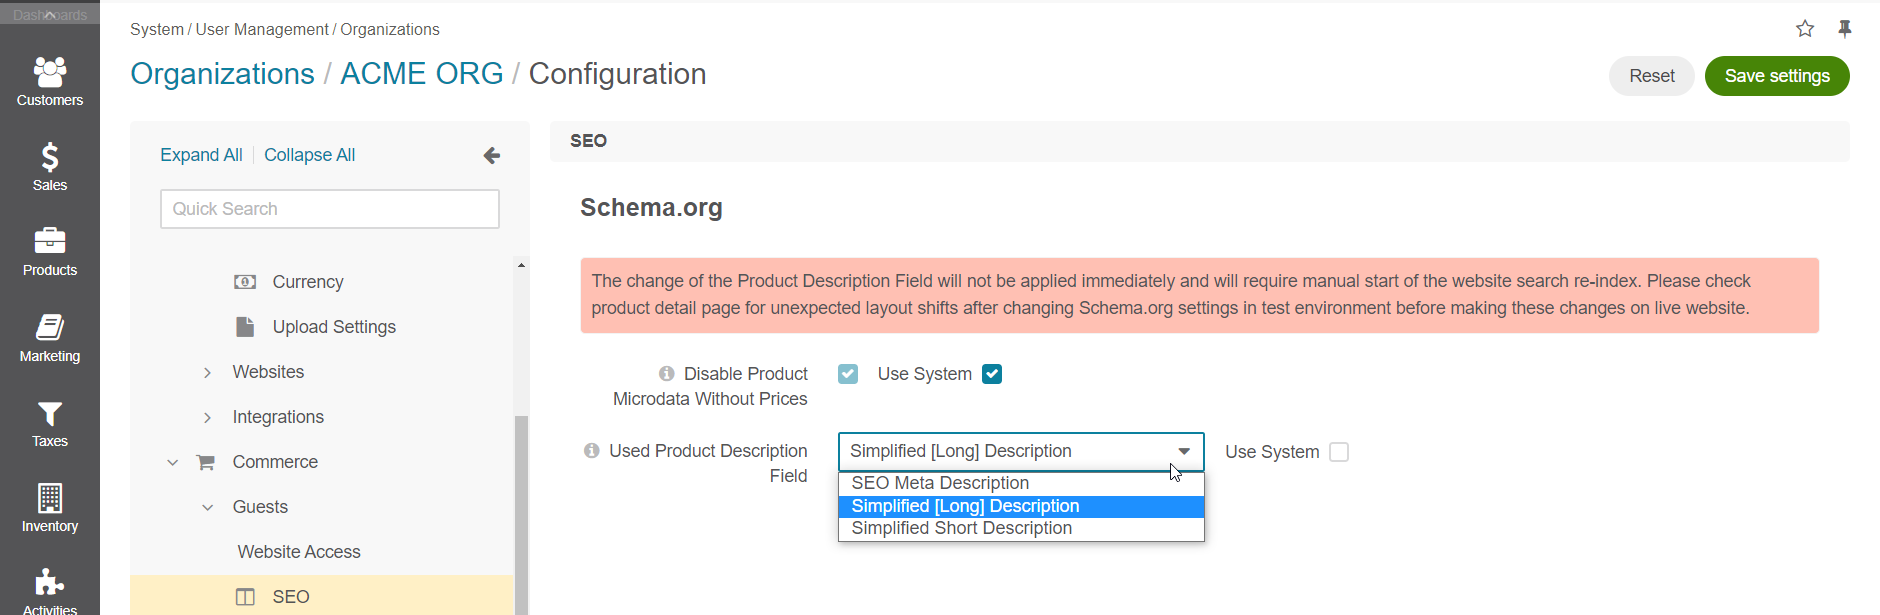 Dashboards
Customers
Sales
Products
Marketing
Taxes
Inventory
Activities
System / User Management / Organizations
Organizations / ACME ORG / Configuration
Reset
Save settings
Expand All
Collapse All
Quick Search
Currency
Upload Settings
Websites
Integrations
Commerce
Guests
Website Access
SEO
SEO
Schema.org
The change of the Product Description Field will not be applied immediately and will require manual start of the website search re-index. Please check
product detail page for unexpected layout shifts after changing Schema.org settings in test environment before making these changes on live website.
Disable Product
Microdata Without Prices
Use System
Used Product Description
Field
Simplified [Long] Description
Use System
SEO Meta Description
Simplified [Long] Description
Simplified Short Description